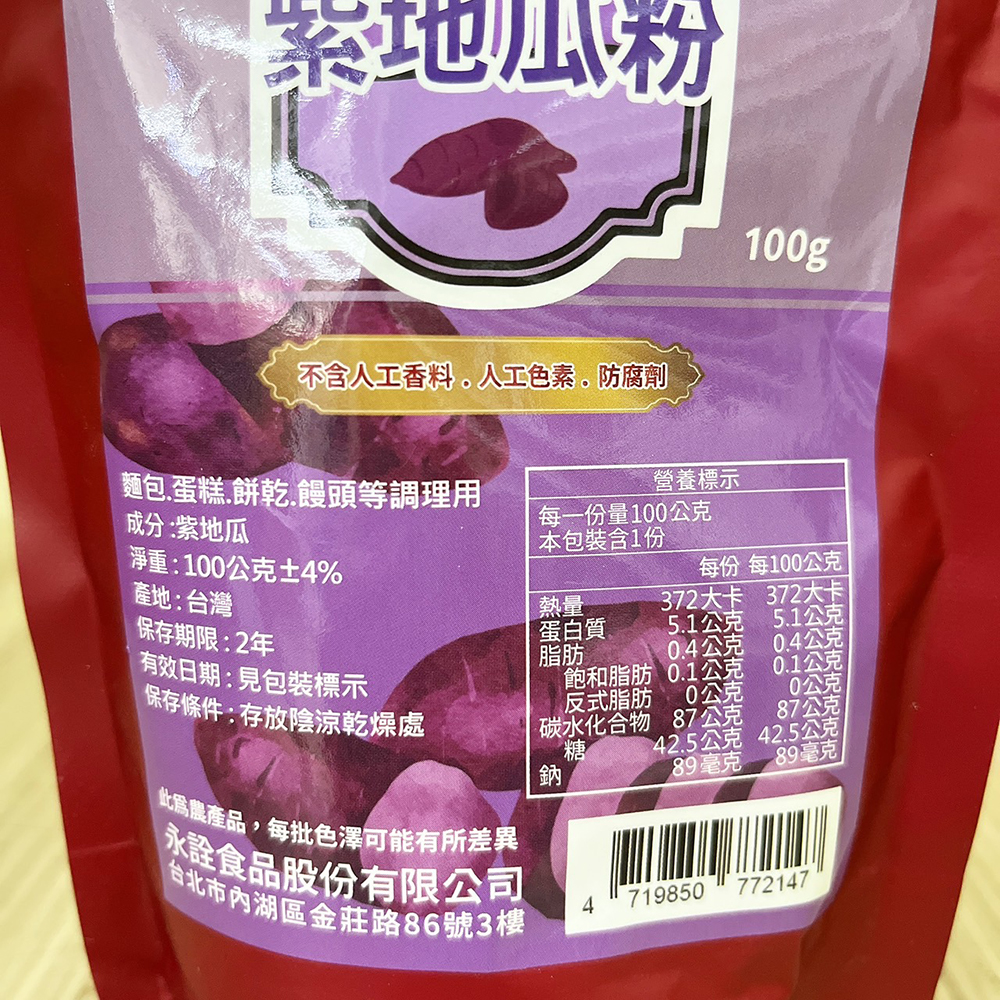 紫地瓜粉
100g
不含人工香料.人工色素.防腐劑
麵包.蛋糕.餅乾.饅頭等調理用
成分:紫地瓜
淨重:100公克±4%
產地:台灣
保存期限:2年
有效日期:見包裝標示
保存條件:存放陰涼乾燥處
營養標示
每一份量100公克
本包裝含1份
每份 每100公克
熱量 372大卡 372大卡
蛋白質 5.1公克 5.1公克
脂肪 0.4公克 0.4公克
飽和脂肪 0.1公克 0.1公克
反式脂肪 0公克 0公克
碳水化合物 87公克 87公克
糖 42.5公克 42.5公克
鈉 89毫克 89毫克
此為農產品，每批色澤可能有所差異
永詮食品股份有限公司
台北市內湖區金莊路86號3樓
4 719850 772147